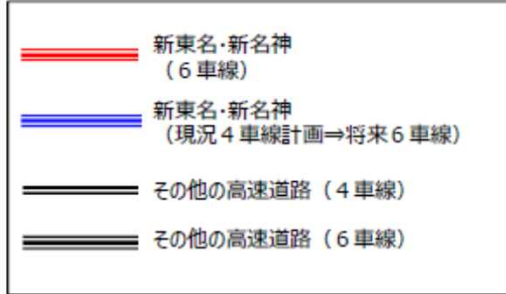 新東名・新名神
（６車線）
新東名・新名神
（現況４車線計画⇒将来６車線）
その他の高速道路（４車線）
その他の高速道路（６車線）